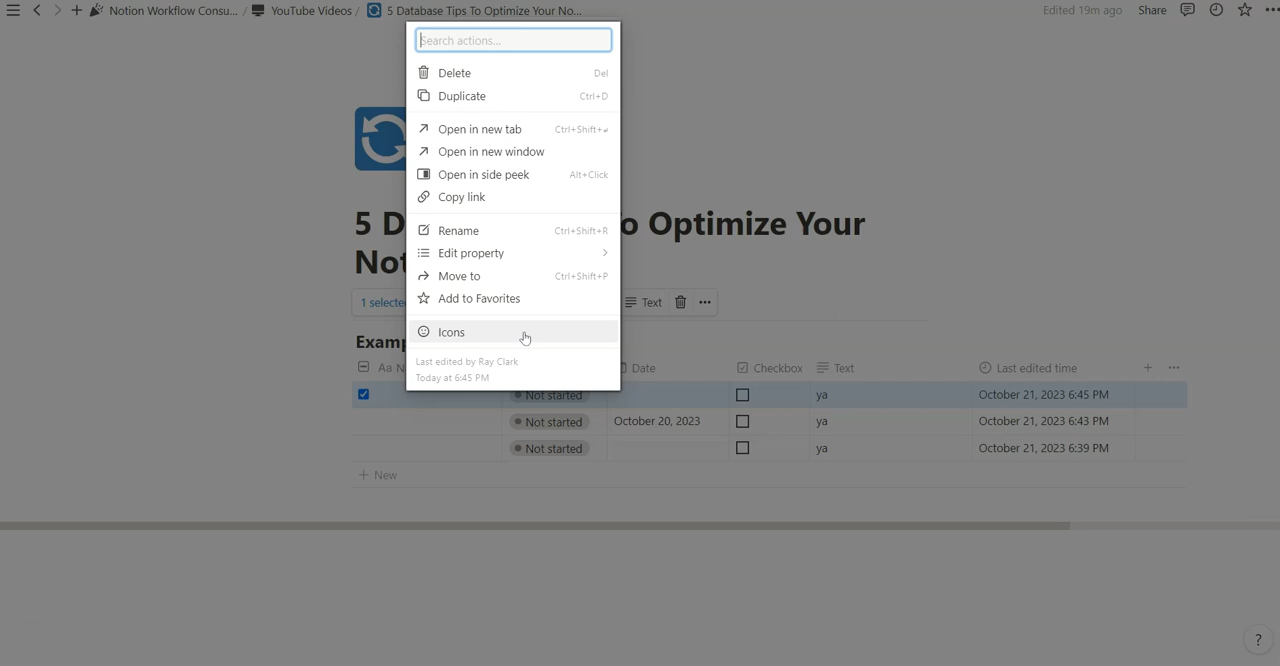 Notion Workflow Consu... / YouTube Videos / 5 Database Tips To Optimize Your No...
Edited 19m ago Share
Search actions...
Delete Del
Duplicate Ctrl+D
Open in new tab Ctrl+Shift+↵
Open in new window
Open in side peek Alt+Click
Copy link
Rename Ctrl+Shift+R
Edit property
Move to Ctrl+Shift+P
Add to Favorites
Icons
Last edited by Ray Clark
Today at 6:45 PM
5 D
o Optimize Your
Not
1 selecte
Text
•••
Examp
Aa N
Date
Checkbox
Text
Last edited time
+
•••
Not started ya October 21, 2023 6:45 PM
Not started October 20, 2023 ya October 21, 2023 6:43 PM
Not started ya October 21, 2023 6:39 PM
+ New
?